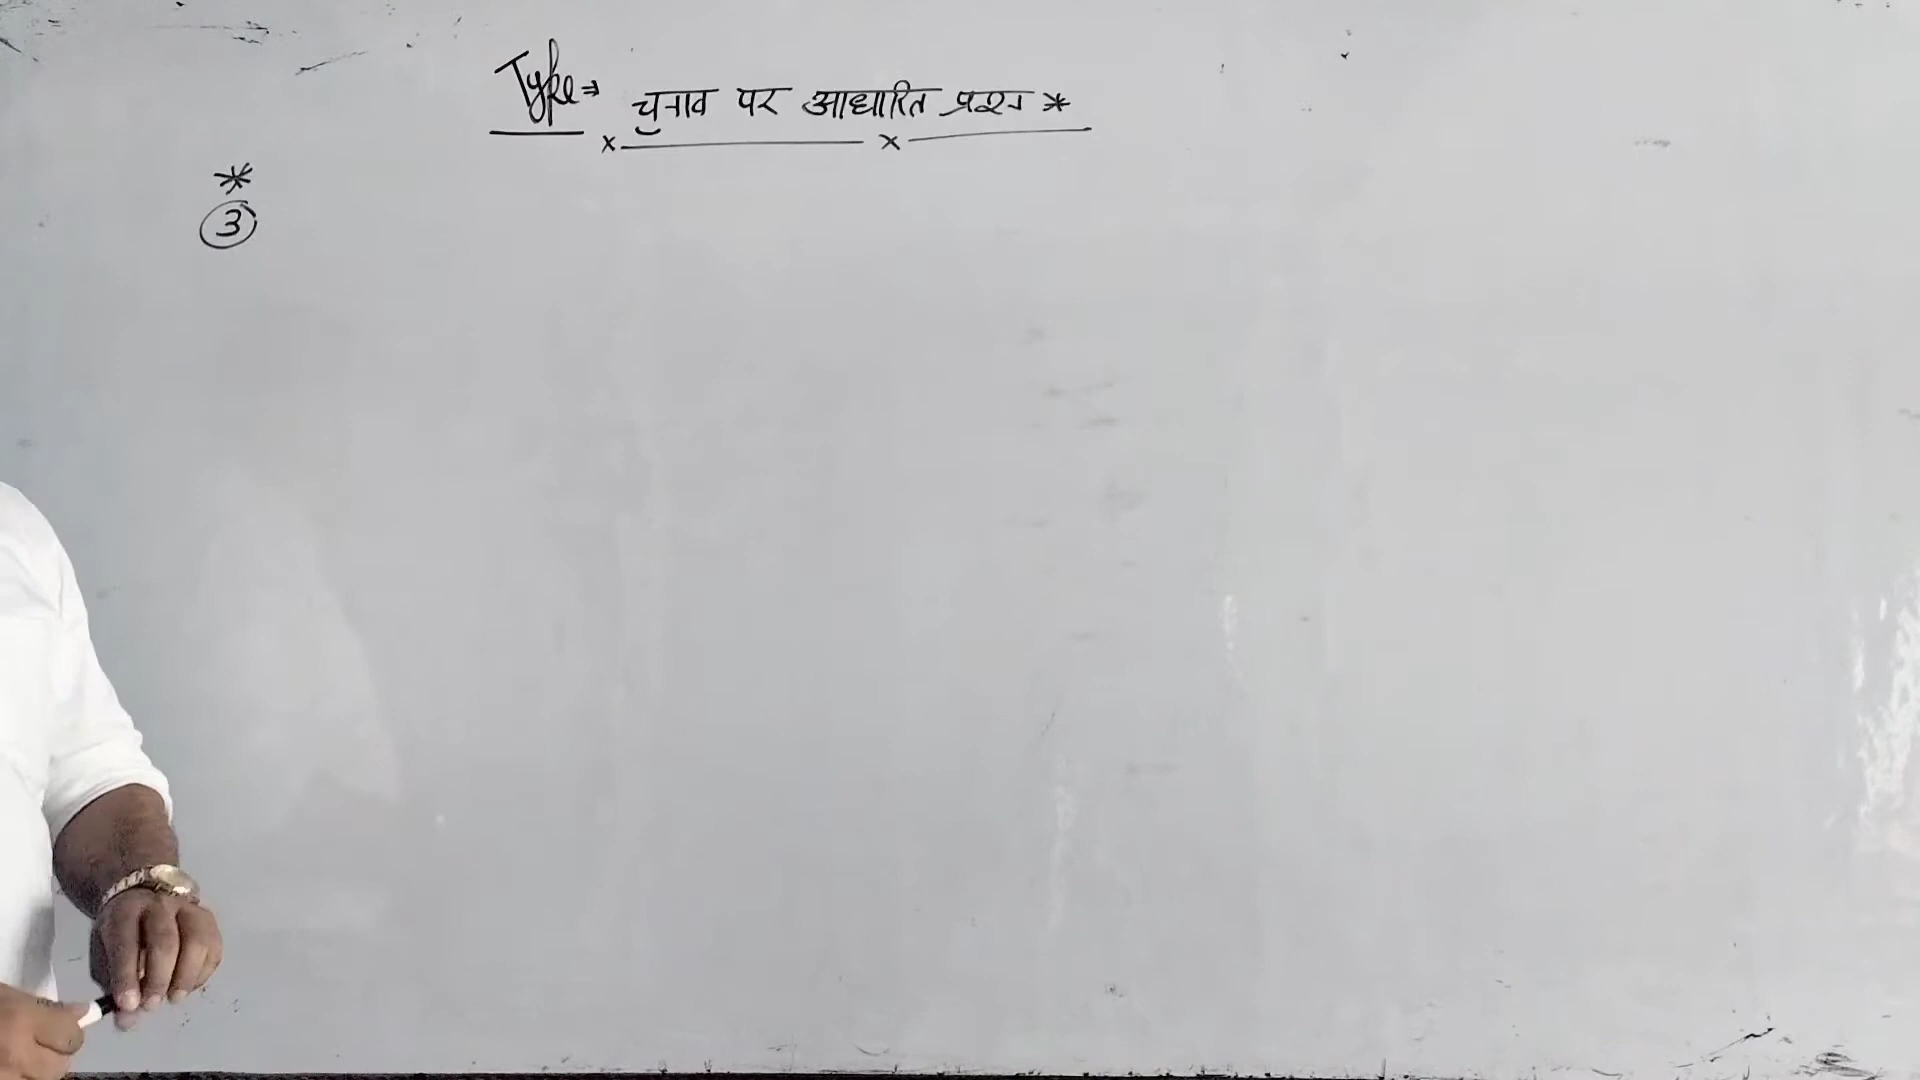 Type⇒ चुनाव पर आधारित प्रश्न *
x x
*
3